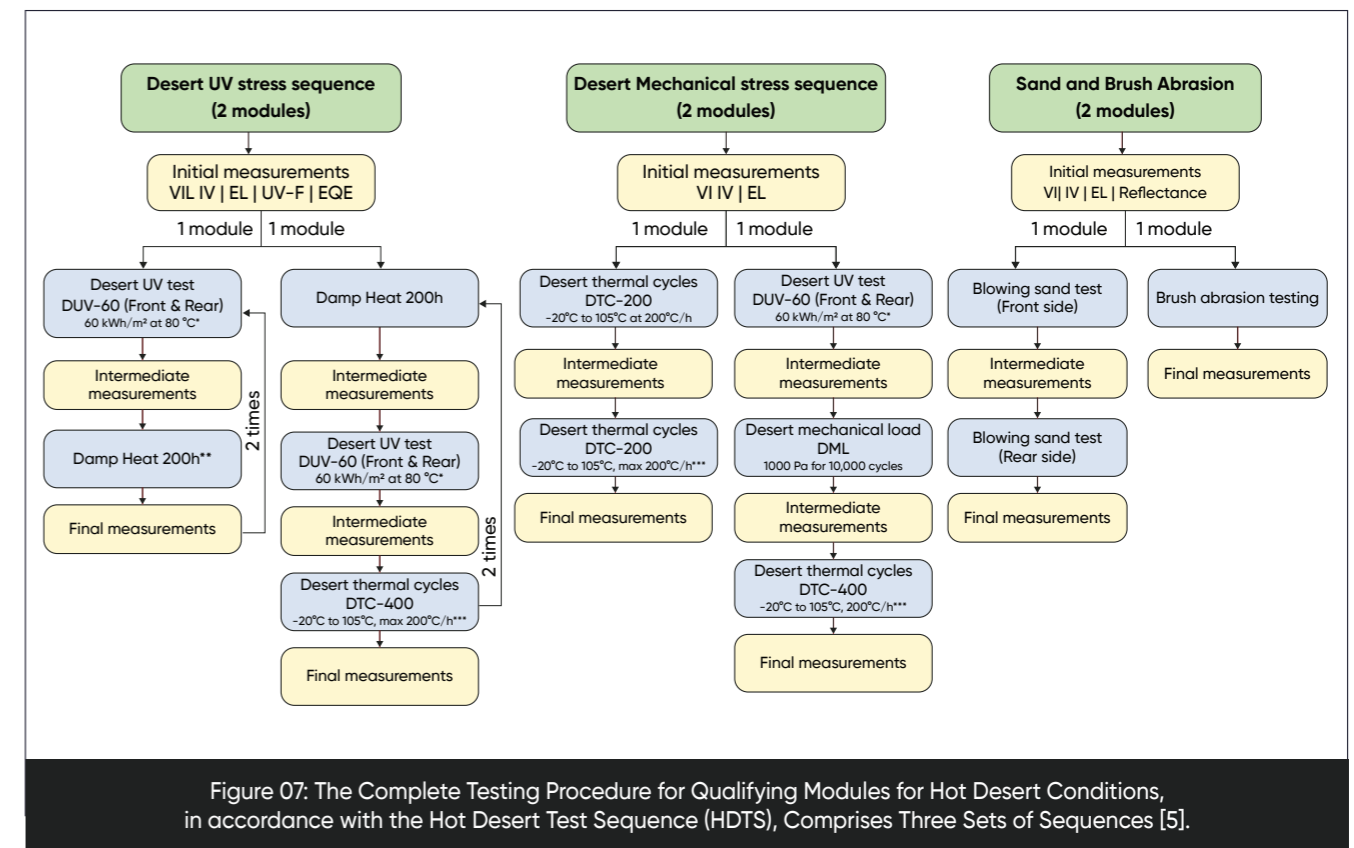 Desert UV stress sequence
(2 modules)
Initial measurements
VIL IV | EL | UV-F | EQE
1 module
1 module
Desert UV test
DUV-60 (Front & Rear)
60 kWh/m² at 80 °C*
Intermediate
measurements
Damp Heat 200h**
Final measurements
2 times
Damp Heat 200h
Intermediate
measurements
Desert UV test
DUV-60 (Front & Rear)
60 kWh/m² at 80 °C*
Intermediate
measurements
Desert thermal cycles
DTC-400
-20°C to 105°C, max 200°C/h***
Final measurements
2 times
Desert Mechanical stress sequence
(2 modules)
Initial measurements
VI IV | EL
1 module
1 module
Desert thermal cycles
DTC-200
-20°C to 105°C at 200°C/h
Intermediate
measurements
Desert thermal cycles
DTC-200
-20°C to 105°C, max 200°C/h***
Final measurements
Desert UV test
DUV-60 (Front & Rear)
60 kWh/m² at 80 °C*
Intermediate
measurements
Desert mechanical load
DML
1000 Pa for 10,000 cycles
Intermediate
measurements
Desert thermal cycles
DTC-400
-20°C to 105°C, 200°C/h***
Final measurements
Sand and Brush Abrasion
(2 modules)
Initial measurements
VI| IV | EL | Reflectance
1 module
1 module
Blowing sand test
(Front side)
Intermediate
measurements
Blowing sand test
(Rear side)
Final measurements
Brush abrasion testing
Final measurements
Figure 07: The Complete Testing Procedure for Qualifying Modules for Hot Desert Conditions,
in accordance with the Hot Desert Test Sequence (HDTS), Comprises Three Sets of Sequences [5].